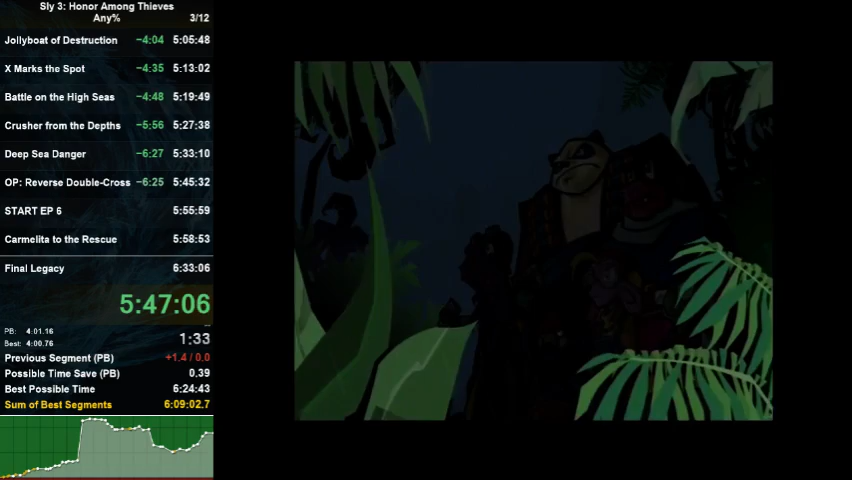 Sly 3: Honor Among Thieves
Any% 3/12
Jollyboat of Destruction −4:04 5:05:48
X Marks the Spot −4:35 5:13:02
Battle on the High Seas −4:48 5:19:49
Crusher from the Depths −5:56 5:27:38
Deep Sea Danger −6:27 5:33:10
OP: Reverse Double-Cross −6:25 5:45:32
START EP 6 5:55:59
Carmelita to the Rescue 5:58:53
Final Legacy 6:33:06
5:47:06
PB: 4:01.16
Best: 4:00.76
1:33
Previous Segment (PB) +1.4 / 0.0
Possible Time Save (PB) 0.39
Best Possible Time 6:24:43
Sum of Best Segments 6:09:02.7